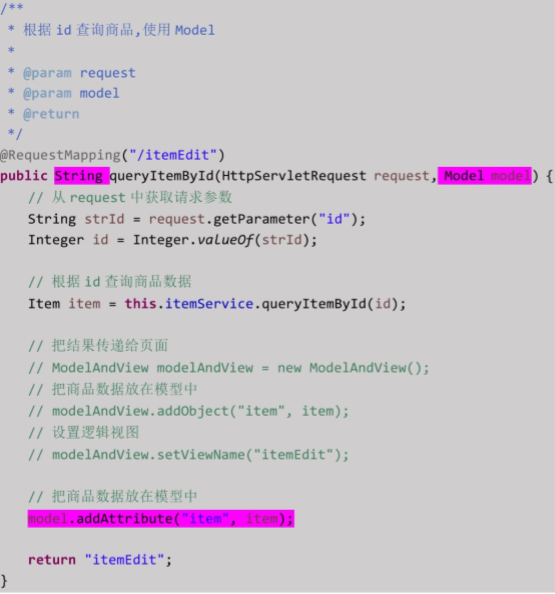 /**
 * 根据 id 查询商品,使用 Model
 *
 * @param request
 * @param model
 * @return
 */
@RequestMapping("/itemEdit")
public String queryItemById(HttpServletRequest request, Model model) {
    // 从 request 中获取请求参数
    String strId = request.getParameter("id");
    Integer id = Integer.valueOf(strId);

    // 根据 id 查询商品数据
    Item item = this.itemService.queryItemById(id);

    // 把结果传递给页面
    // ModelAndView modelAndView = new ModelAndView();
    // 把商品数据放在模型中
    // modelAndView.addObject("item", item);
    // 设置逻辑视图
    // modelAndView.setViewName("itemEdit");

    // 把商品数据放在模型中
    model.addAttribute("item", item);

    return "itemEdit";
}